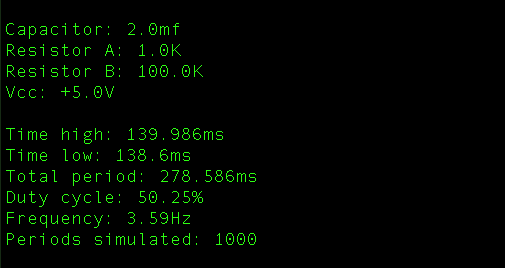 Capacitor: 2.0mf
Resistor A: 1.0K
Resistor B: 100.0K
Vcc: +5.0V
Time high: 139.986ms
Time low: 138.6ms
Total period: 278.586ms
Duty cycle: 50.25%
Frequency: 3.59Hz
Periods simulated: 1000